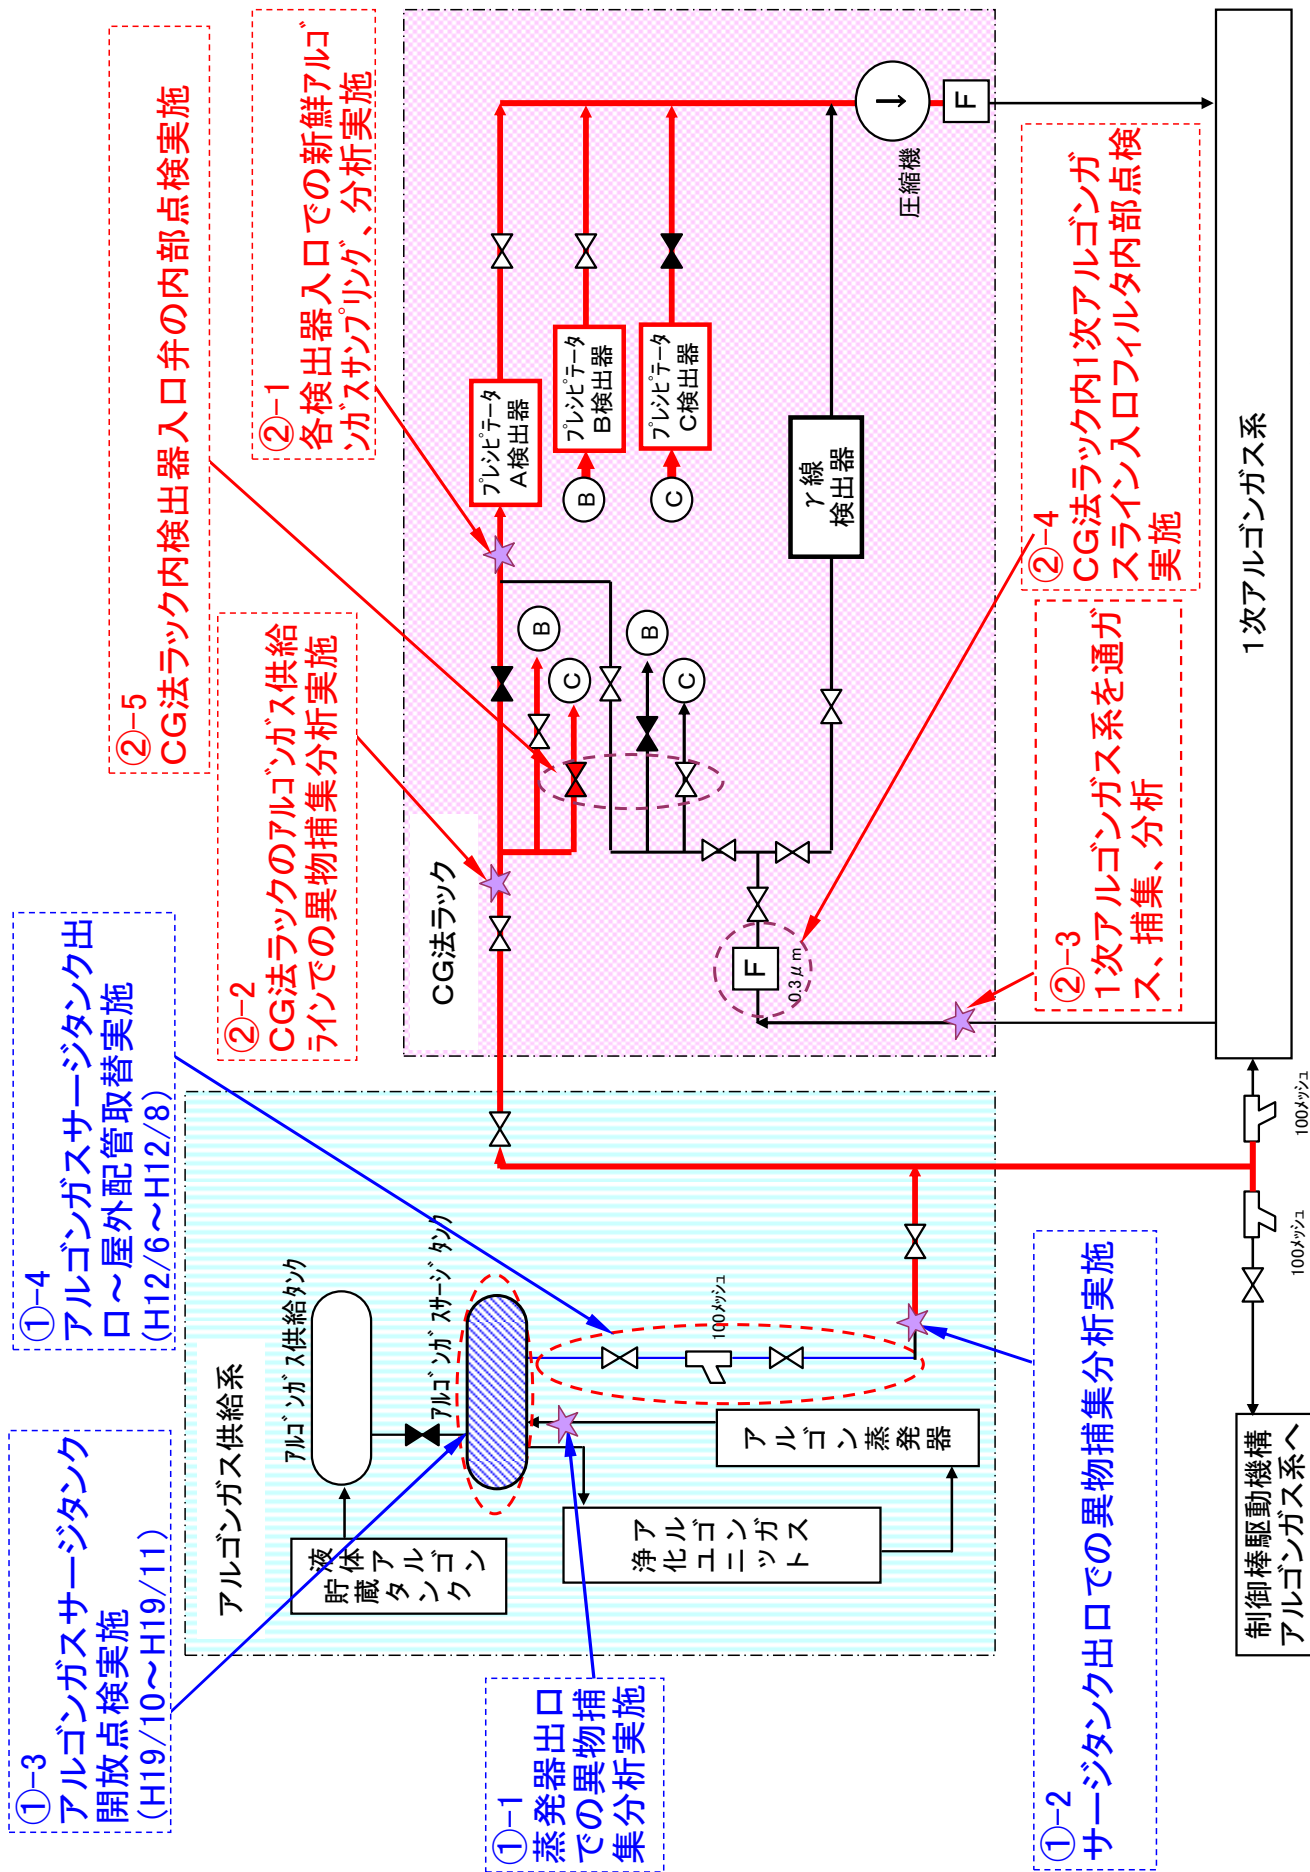 ①-3
アルゴンガスサージタンク
開放点検実施
(H19/10～H19/11)
①-4
アルゴンガスサージタンク出
口～屋外配管取替実施
(H12/6～H12/8)
②-5
CG法ラック内検出器入口弁の内部点検実施
②-2
CG法ラックのアルゴンガス供給
ラインでの異物捕集分析実施
②-1
各検出器入口での新鮮アルゴ
ンガスサンプリング、分析実施
アルゴンガス供給系
アルゴンガス供給タンク
アルゴンガスサージタンク
液体アルゴン
貯蔵タンク
アルゴンガス
浄化ユニット
アルゴン蒸発器
100メッシュ
CG法ラック
プレシピテータ
A検出器
プレシピテータ
B検出器
プレシピテータ
C検出器
B
C
B
C
B
C
γ線
検出器
F
0.3μm
圧縮機
F
①-1
蒸発器出口
での異物捕
集分析実施
①-2
サージタンク出口での異物捕集分析実施
②-3
1次アルゴンガス系を通ガ
ス、捕集、分析
②-4
CG法ラック内1次アルゴンガ
スライン入口フィルタ内部点検
実施
100メッシュ
100メッシュ
制御棒駆動機構
アルゴンガス系へ
1次アルゴンガス系